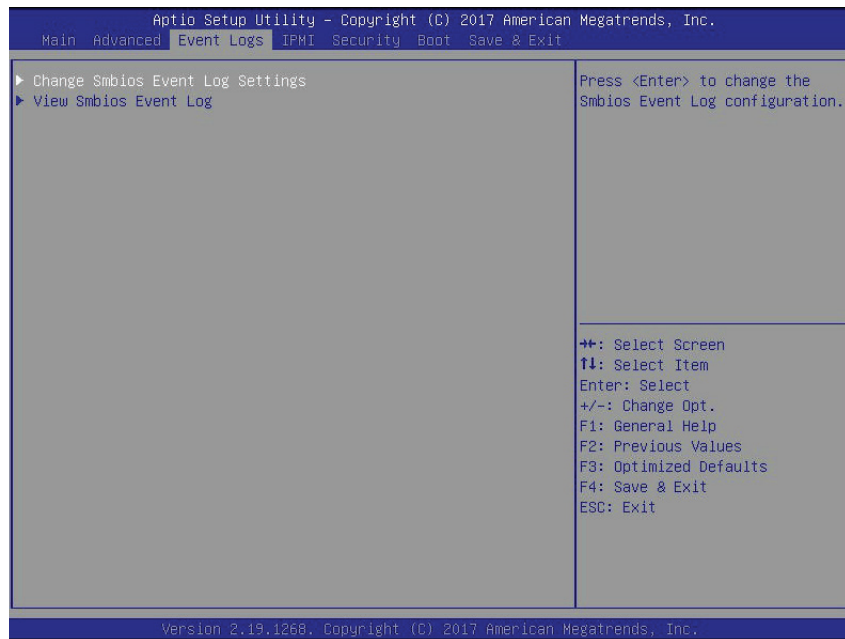 Aptio Setup Utility – Copyright (C) 2017 American Megatrends, Inc.
Main Advanced Event Logs IPMI Security Boot Save & Exit
Change Smbios Event Log Settings
View Smbios Event Log
Press <Enter> to change the
Smbios Event Log configuration.
→←: Select Screen
↑↓: Select Item
Enter: Select
+/-: Change Opt.
F1: General Help
F2: Previous Values
F3: Optimized Defaults
F4: Save & Exit
ESC: Exit
Version 2.19.1268. Copyright (C) 2017 American Megatrends, Inc.